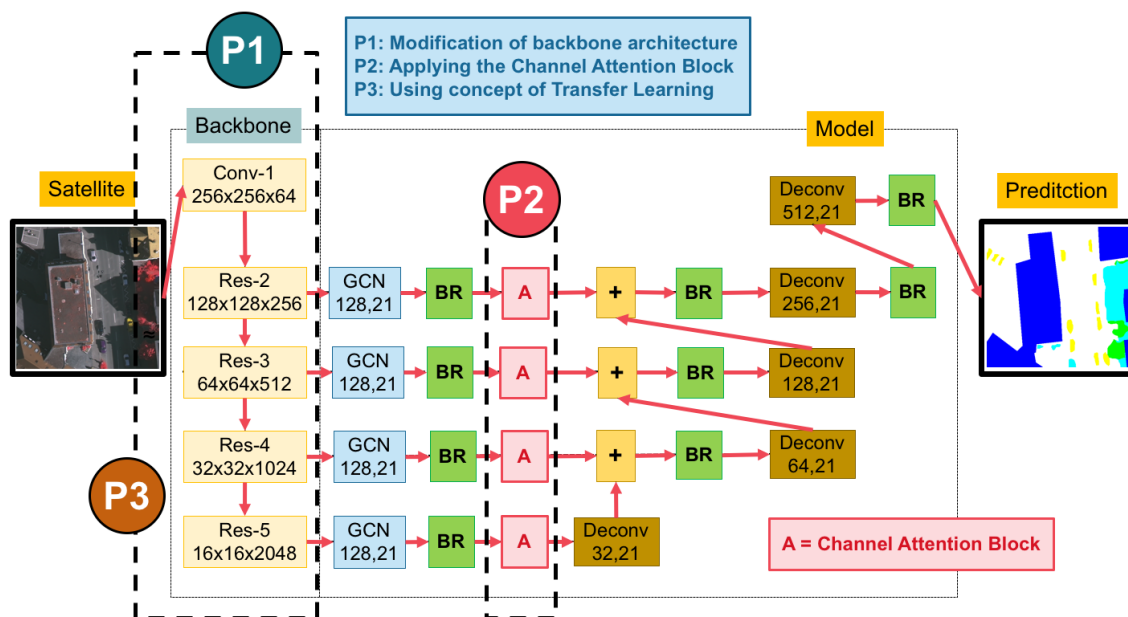 P1
P1: Modification of backbone architecture
P2: Applying the Channel Attention Block
P3: Using concept of Transfer Learning
Backbone
Model
Satellite
Conv-1
256x256x64
P2
Deconv
512,21
BR
Preditction
Res-2
128x128x256
GCN
128,21
BR
A
+
BR
Deconv
256,21
BR
Res-3
64x64x512
GCN
128,21
BR
A
+
BR
Deconv
128,21
Res-4
32x32x1024
GCN
128,21
BR
A
+
BR
Deconv
64,21
P3
Res-5
16x16x2048
GCN
128,21
BR
A
Deconv
32,21
A = Channel Attention Block